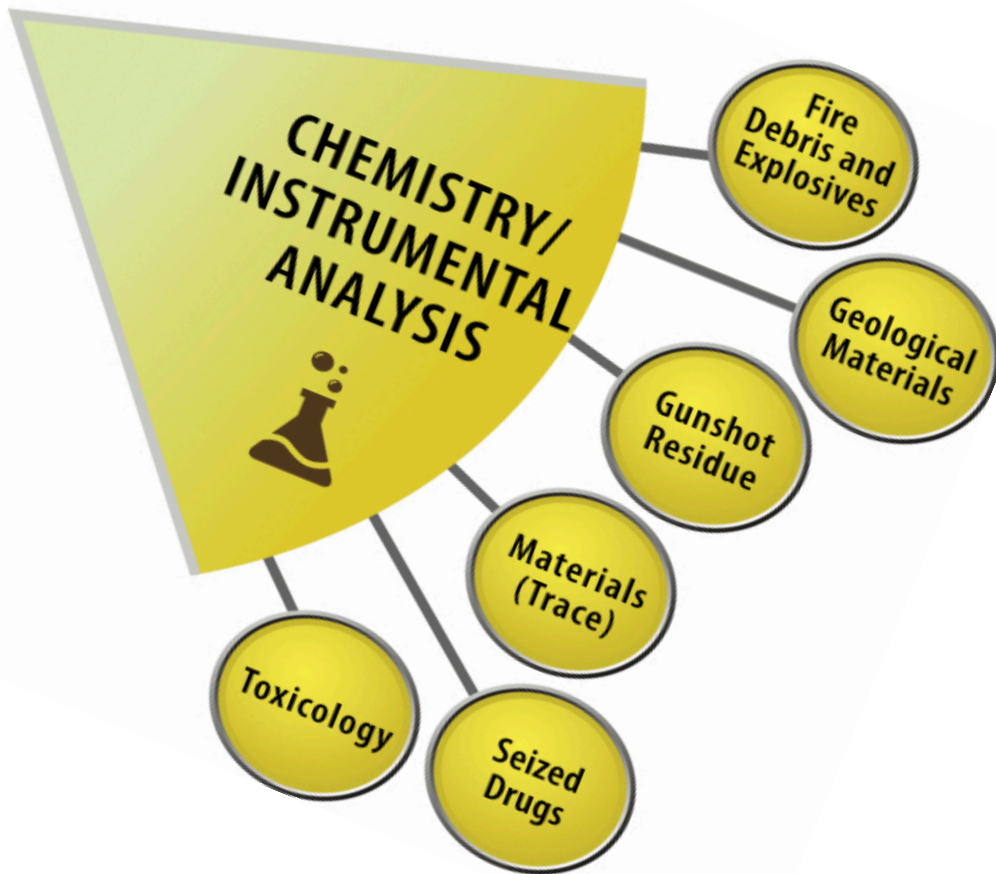 CHEMISTRY/
INSTRUMENTAL
ANALYSIS
Fire
Debris and
Explosives
Geological
Materials
Gunshot
Residue
Materials
(Trace)
Seized
Drugs
Toxicology